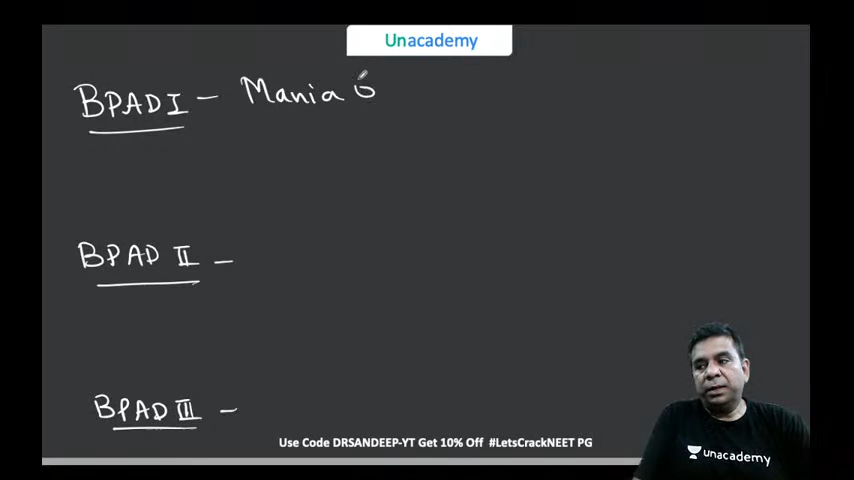 Unacademy
BPAD I - Mania
BPAD II -
BPAD III -
Use Code DRSANDEEP-YT Get 10% Off #LetsCrackNEET PG
unacademy